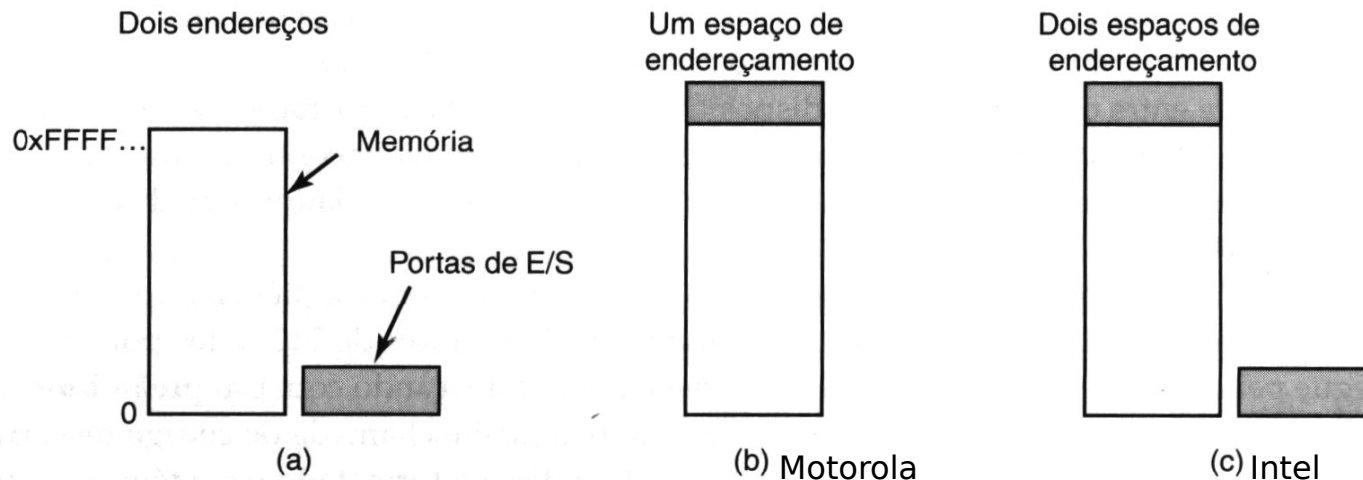 Dois endereços
Um espaço de
endereçamento
Dois espaços de
endereçamento
0xFFFF...
Memória
Portas de E/S
0
(a)
(b) Motorola
(c) Intel